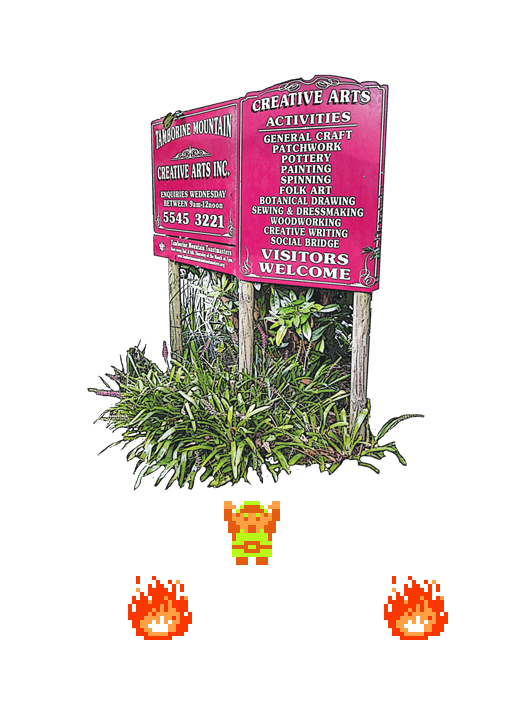 TAMBORINE MOUNTAIN
CREATIVE ARTS INC.
ENQUIRIES WEDNESDAY
BETWEEN 9am-12noon
5545 3221
Tamborine Mountain Toastmasters
CREATIVE ARTS
ACTIVITIES
GENERAL CRAFT
PATCHWORK
POTTERY
PAINTING
SPINNING
FOLK ART
BOTANICAL DRAWING
SEWING & DRESSMAKING
WOODWORKING
CREATIVE WRITING
SOCIAL BRIDGE
VISITORS
WELCOME